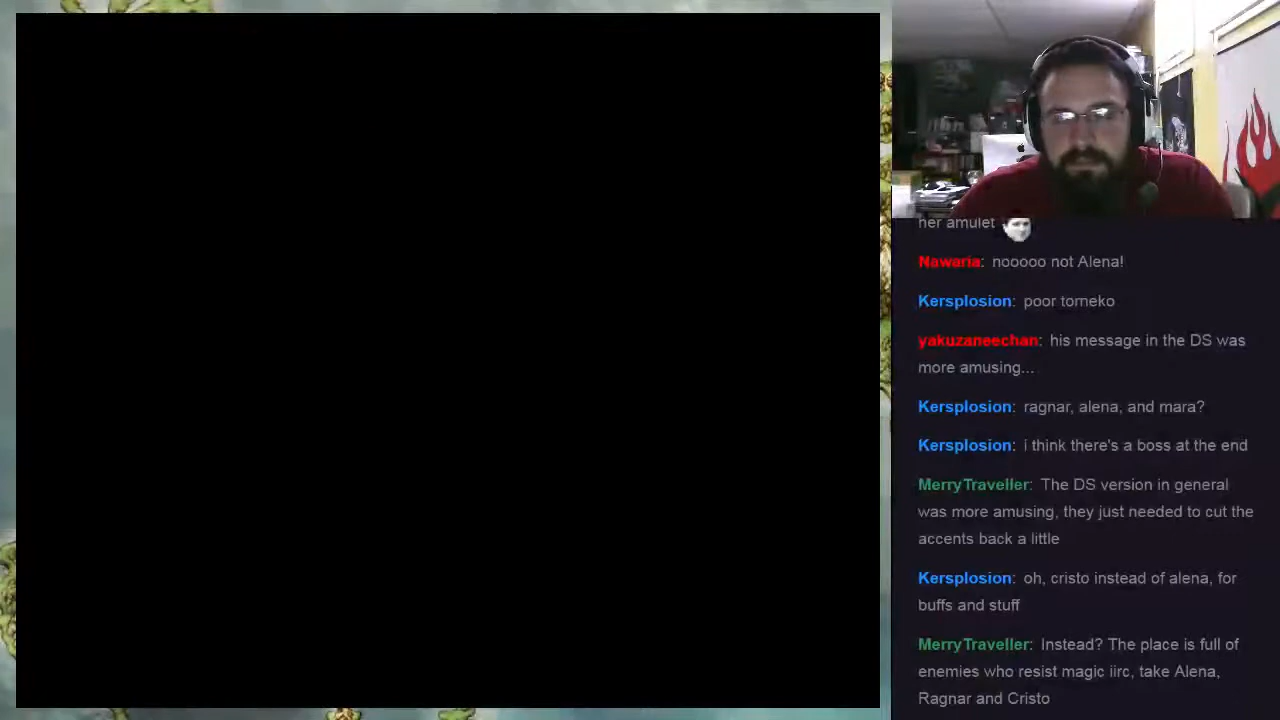 her amulet
Nawaria: nooooo not Alena!
Kersplosion: poor torneko
yakuzaneechan: his message in the DS was
more amusing...
Kersplosion: ragnar, alena, and mara?
Kersplosion: i think there's a boss at the end
MerryTraveller: The DS version in general
was more amusing, they just needed to cut the
accents back a little
Kersplosion: oh, cristo instead of alena, for
buffs and stuff
MerryTraveller: Instead? The place is full of
enemies who resist magic iirc, take Alena,
Ragnar and Cristo